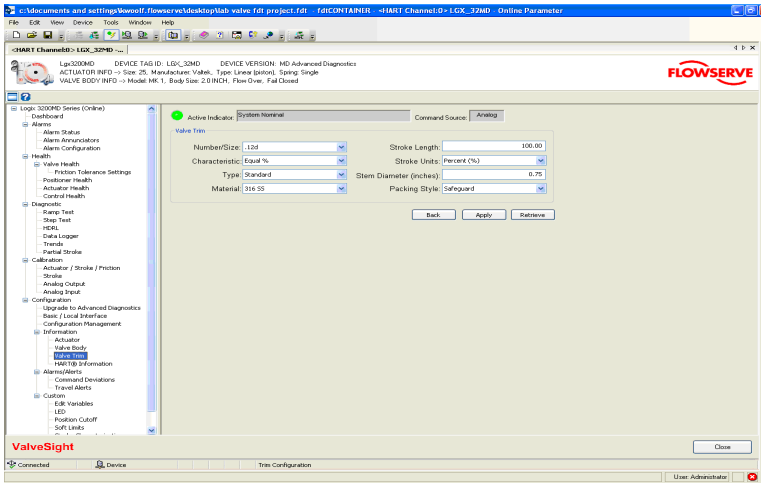 c:\documents and settings\kwoolf.flowserve\desktop\lab valve fdt project.fdt - fdtCONTAINER - <HART Channel:0> LGX_32MD - Online Parameter
File Edit View Device Tools Window Help
<HART Channel:0> LGX_32MD -...
Lgx3200MD DEVICE TAG ID: LGX_32MD DEVICE VERSION: MD Advanced Diagnostics
ACTUATOR INFO --> Size: 25, Manufacturer: Valtek, Type: Linear (piston), Spring: Single
VALVE BODY INFO --> Model: MK 1, Body Size: 2.0 INCH, Flow Over, Fail Closed
FLOWSERVE
Logix 3200MD Series (Online)
Dashboard
Alarms
Alarm Status
Alarm Annunciators
Alarm Configuration
Health
Valve Health
Friction Tolerance Settings
Positioner Health
Actuator Health
Control Health
Diagnostic
Ramp Test
Step Test
HDRL
Data Logger
Trends
Partial Stroke
Calibration
Actuator / Stroke / Friction
Stroke
Analog Output
Analog Input
Configuration
Upgrade to Advanced Diagnostics
Basic / Local Interface
Configuration Management
Information
Actuator
Valve Body
Valve Trim
HART® Information
Alarms/Alerts
Command Deviations
Travel Alerts
Custom
Edit Variables
LED
Position Cutoff
Soft Limits
Active Indicator: System Nominal Command Source: Analog
Valve Trim
Number/Size: .12d Stroke Length: 100.00
Characteristic: Equal % Stroke Units: Percent (%)
Type: Standard Stem Diameter (inches): 0.75
Material: 316 SS Packing Style: Safeguard
Back Apply Retrieve
ValveSight
Close
Connected Device Trim Configuration
User: Administrator